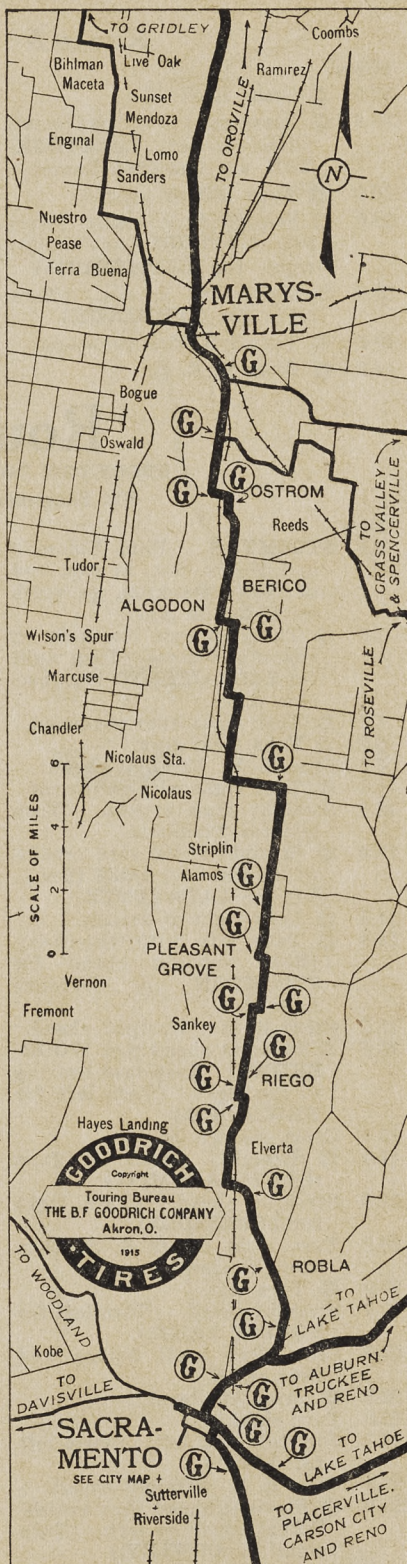 TO GRIDLEY
Coombs
Bihlman
Live Oak
Maceta
Ramirez
Sunset
Mendoza
TO OROVILLE
Enginal
Lomo
Sanders
N
Nuestro
Pease
Terra Buena
MARYS-
VILLE
G
Bogue
G
Oswald
G
G
OSTROM
Reeds
TO
GRASS VALLEY
& SPENCERVILLE
Tudor
BERICO
ALGODON
G
G
Wilson's Spur
Marcuse
TO ROSEVILLE
Chandler
Nicolaus Sta.
G
Nicolaus
SCALE OF MILES
6
4
2
0
Striplin
Alamos
G
G
PLEASANT
GROVE
Vernon
G
G
Fremont
Sankey
G
G
RIEGO
G
Hayes Landing
Elverta
GOODRICH
Copyright
Touring Bureau
THE B.F GOODRICH COMPANY
Akron, O.
1915
TIRES
G
TO WOODLAND
G
ROBLA
G
TO
LAKE TAHOE
Kobe
G
G
TO AUBURN.
TRUCKEE
AND RENO
TO
DAVISVILLE
G
SACRA-
MENTO
SEE CITY MAP
G
G
TO
LAKE TAHOE
Sutterville
Riverside
TO
PLACERVILLE.
CARSON CITY
AND RENO